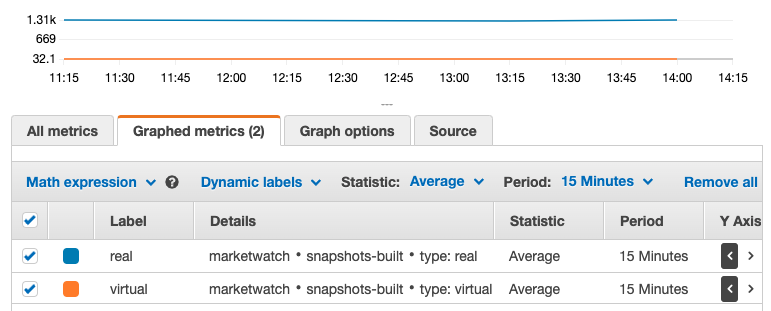 1.31k
669
32.1
11:15 11:30 11:45 12:00 12:15 12:30 12:45 13:00 13:15 13:30 13:45 14:00 14:15
---
All metrics Graphed metrics (2) Graph options Source
Math expression ? Dynamic labels Statistic: Average Period: 15 Minutes Remove all
Label Details Statistic Period Y Axis
real marketwatch • snapshots-built • type: real Average 15 Minutes < >
virtual marketwatch • snapshots-built • type: virtual Average 15 Minutes < >